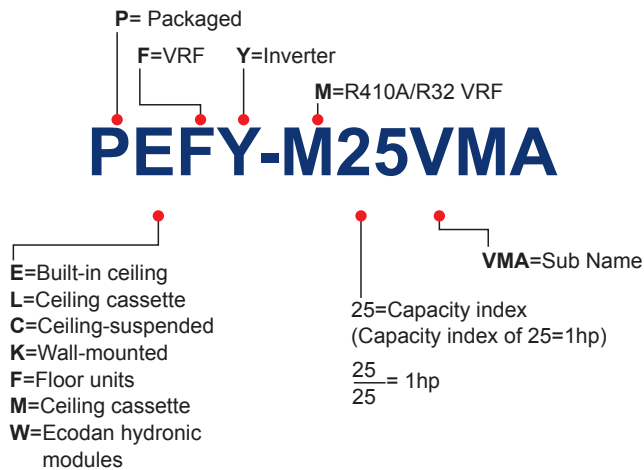 P= Packaged
F=VRF
Y=Inverter
M=R410A/R32 VRF
PEFY-M25VMA
E=Built-in ceiling
L=Ceiling cassette
C=Ceiling-suspended
K=Wall-mounted
F=Floor units
M=Ceiling cassette
W=Ecodan hydronic
modules
25=Capacity index
(Capacity index of 25=1hp)
25
25 = 1hp
VMA=Sub Name